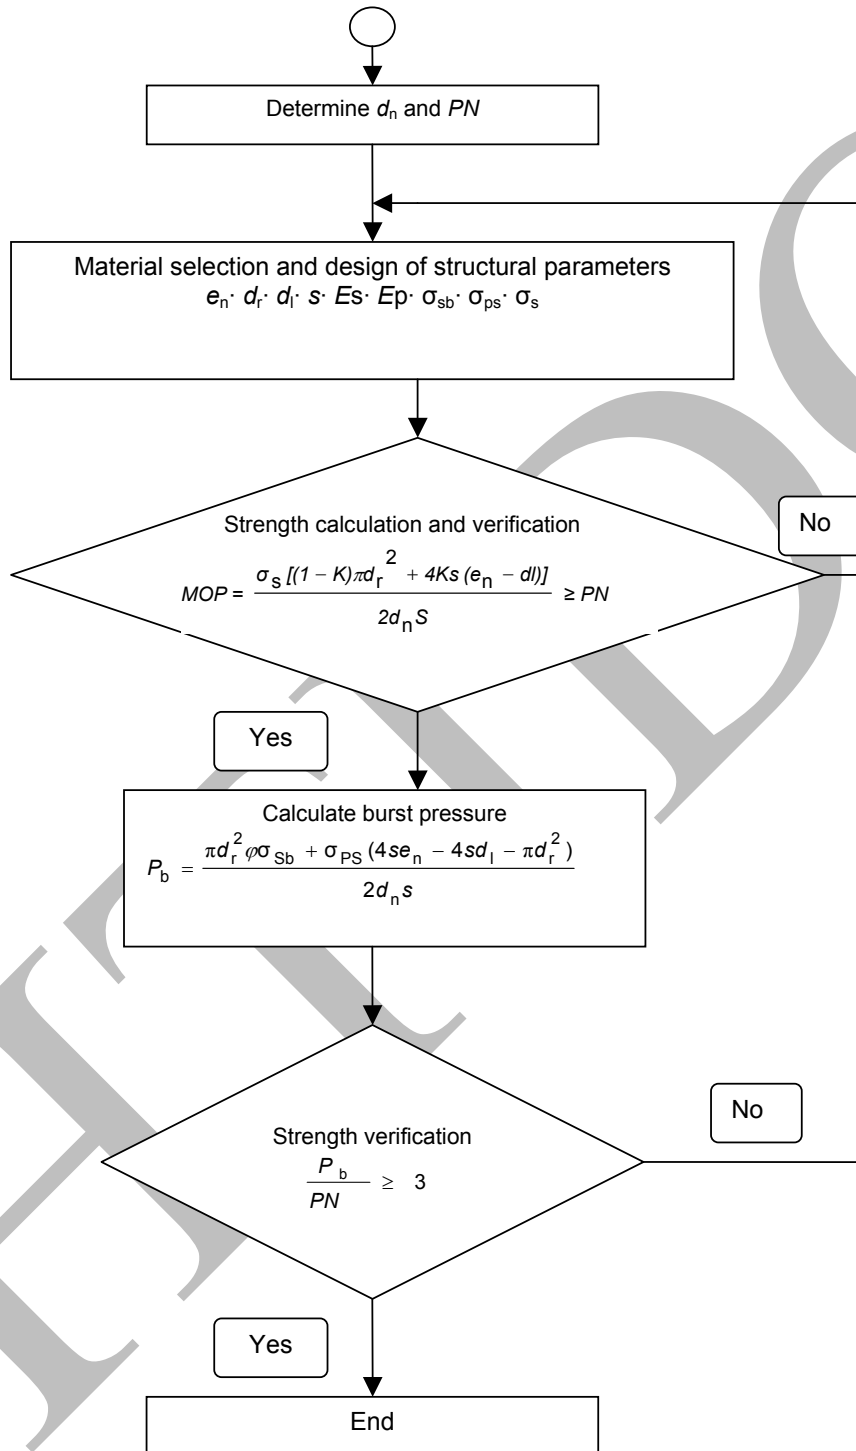 Determine dn and PN
Material selection and design of structural parameters
en· dr· dl· s· Es· Ep· σsb· σps· σs
No
Strength calculation and verification
MOP = σs [(1 − K)πdr² + 4Ks (en − dl)] / 2dnS ≥ PN
Yes
Calculate burst pressure
Pb = πdr²φσSb + σPS (4sen − 4sdl − πdr²) / 2dns
No
Strength verification
Pb / PN ≥ 3
Yes
End